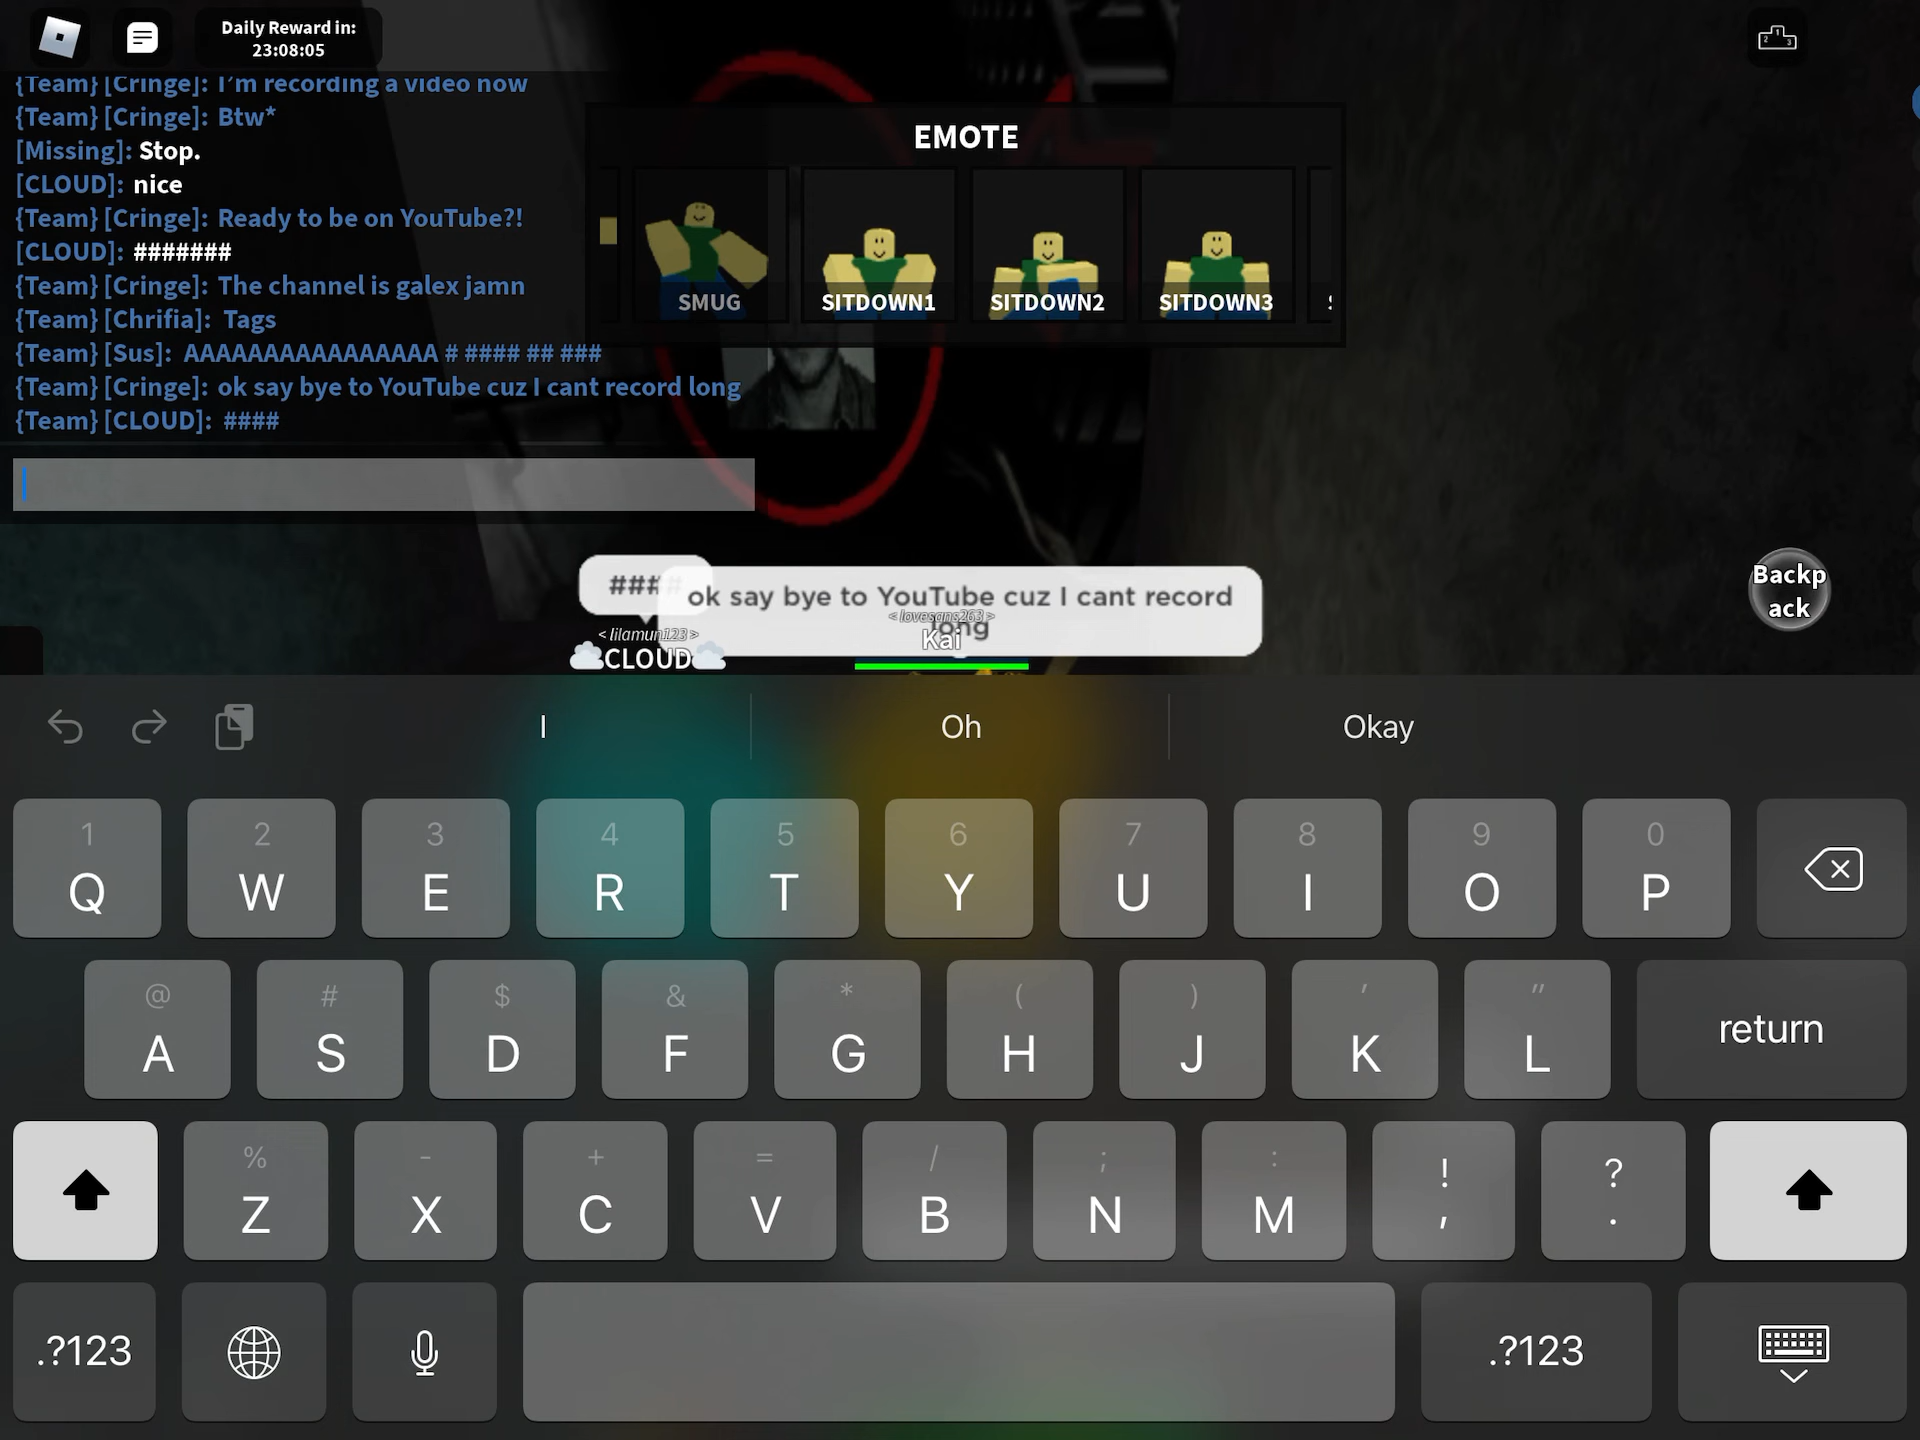 Daily Reward in:
23:08:05
{Team} [Cringe]: I'm recording a video now
{Team} [Cringe]: Btw*
[Missing]: Stop.
[CLOUD]: nice
{Team} [Cringe]: Ready to be on YouTube?!
[CLOUD]: #######
{Team} [Cringe]: The channel is galex jamn
{Team} [Chrifia]: Tags
{Team} [Sus]: AAAAAAAAAAAAAAAAA # #### ## ###
{Team} [Cringe]: ok say bye to YouTube cuz I cant record long
{Team} [CLOUD]: ####
EMOTE
SMUG
SITDOWN1
SITDOWN2
SITDOWN3
####
ok say bye to YouTube cuz I cant record
long
<lilamun123>
CLOUD
<lovesans263>
Kai
Backp
ack
I
Oh
Okay
1 2 3 4 5 6 7 8 9 0
Q W E R T Y U I O P
@ # $ & * ( ) ' "
A S D F G H J K L return
% - + = / ; : ! ?
Z X C V B N M , .
.?123 .?123